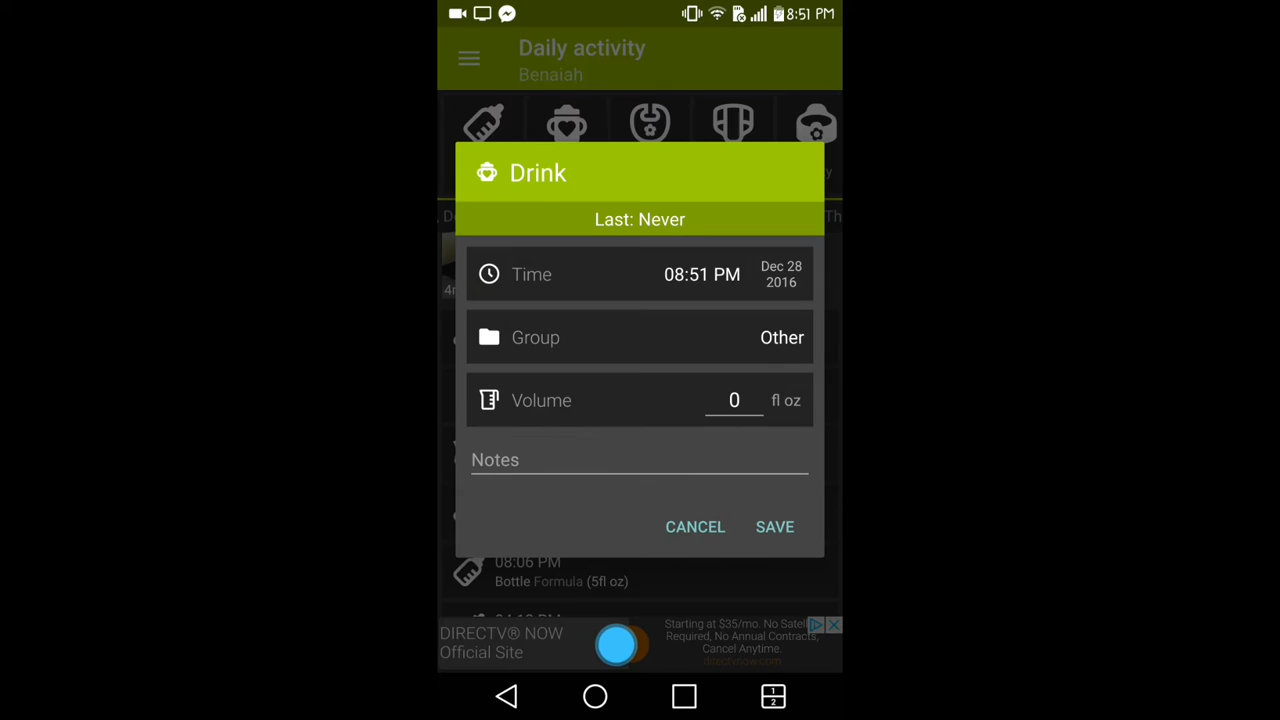 8:51 PM
Daily activity
Benaiah
Drink
Last: Never
Time 08:51 PM Dec 28 2016
Group Other
Volume 0 fl oz
Notes
CANCEL SAVE
08:06 PM
Bottle Formula (5fl oz)
DIRECTV® NOW
Official Site
Starting at $35/mo. No Satell
Required, No Annual Contracts,
Cancel Anytime.
directvnow.com